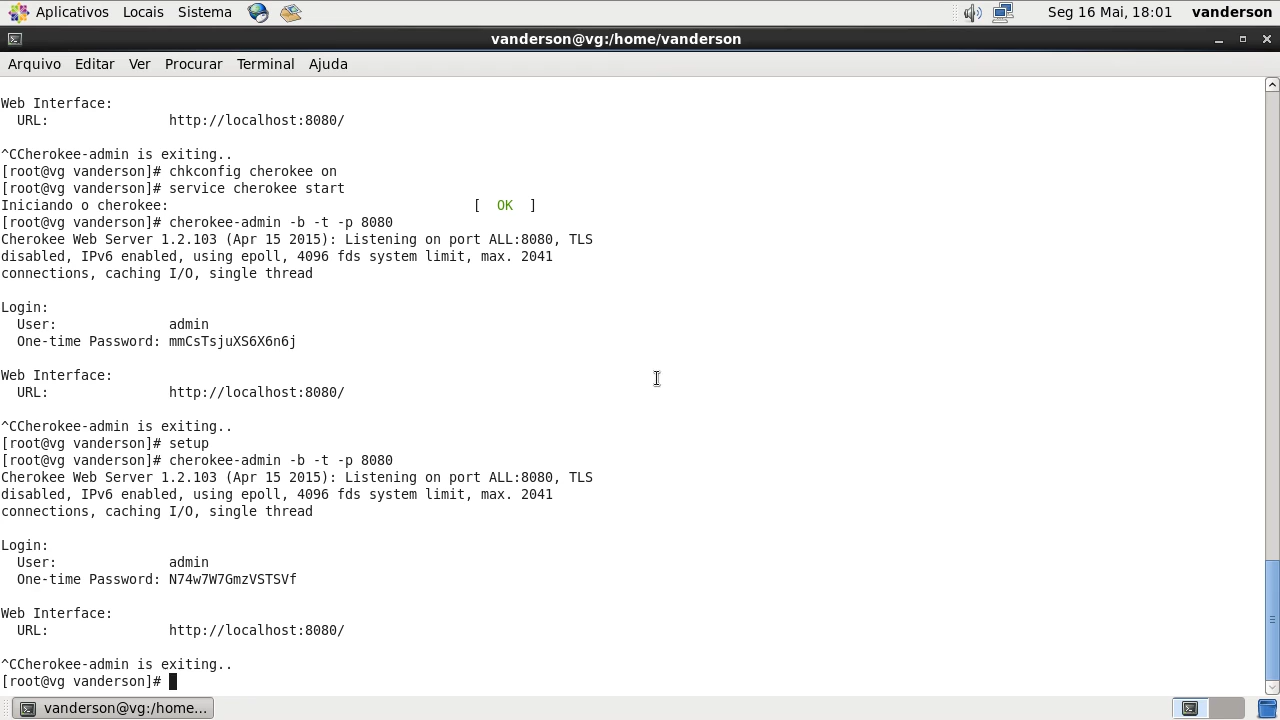 Aplicativos Locais Sistema Seg 16 Mai, 18:01 vanderson
vanderson@vg:/home/vanderson
Arquivo Editar Ver Procurar Terminal Ajuda
Web Interface:
  URL:               http://localhost:8080/
^CCherokee-admin is exiting..
[root@vg vanderson]# chkconfig cherokee on
[root@vg vanderson]# service cherokee start
Iniciando o cherokee:                                      [  OK  ]
[root@vg vanderson]# cherokee-admin -b -t -p 8080
Cherokee Web Server 1.2.103 (Apr 15 2015): Listening on port ALL:8080, TLS
disabled, IPv6 enabled, using epoll, 4096 fds system limit, max. 2041
connections, caching I/O, single thread
Login:
  User:              admin
  One-time Password: mmCsTsjuXS6X6n6j
Web Interface:
  URL:               http://localhost:8080/
^CCherokee-admin is exiting..
[root@vg vanderson]# setup
[root@vg vanderson]# cherokee-admin -b -t -p 8080
Cherokee Web Server 1.2.103 (Apr 15 2015): Listening on port ALL:8080, TLS
disabled, IPv6 enabled, using epoll, 4096 fds system limit, max. 2041
connections, caching I/O, single thread
Login:
  User:              admin
  One-time Password: N74w7W7GmzVSTSVf
Web Interface:
  URL:               http://localhost:8080/
^CCherokee-admin is exiting..
[root@vg vanderson]#
vanderson@vg:/home...